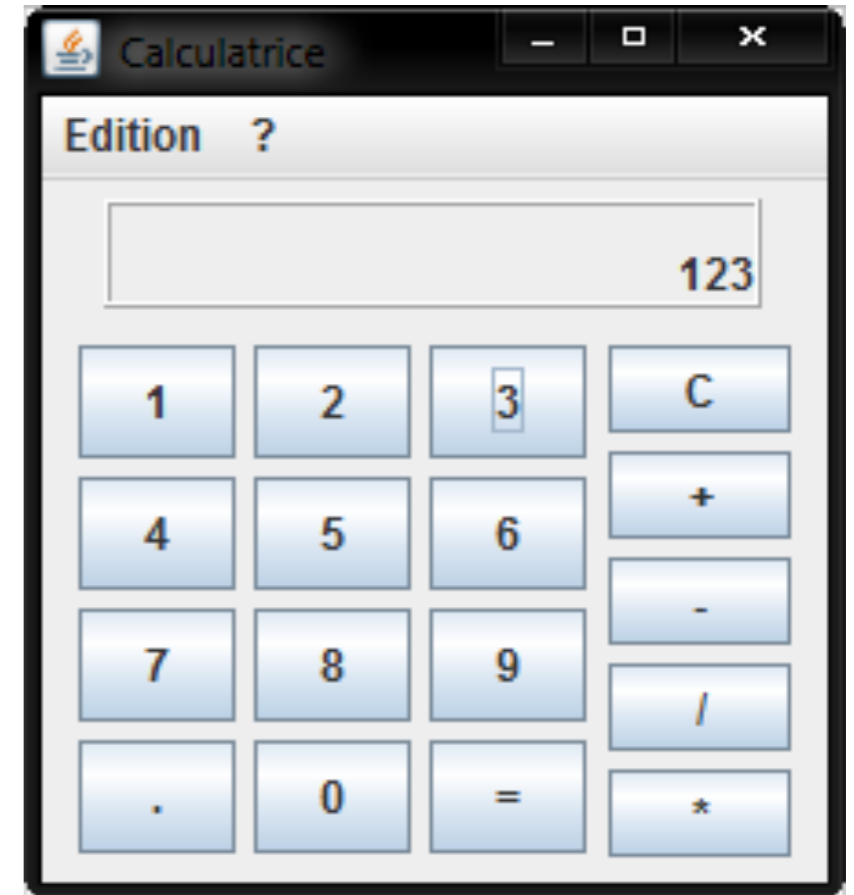 Calculatrice
Edition ?
123
1 2 3 C
+
4 5 6
-
7 8 9
/
. 0 =
*